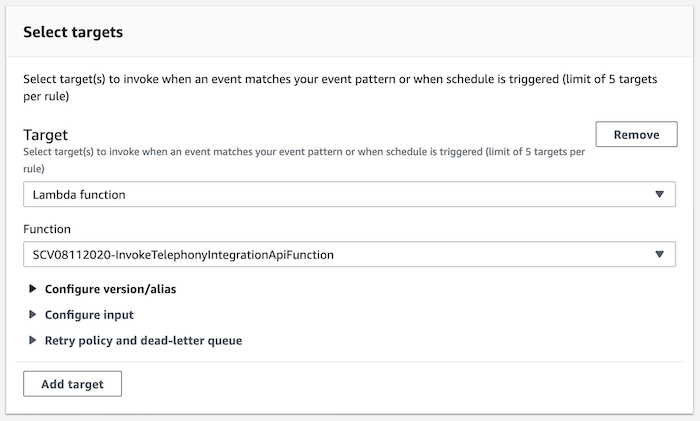 Select targets
Select target(s) to invoke when an event matches your event pattern or when schedule is triggered (limit of 5 targets
per rule)
Target
Remove
Select target(s) to invoke when an event matches your event pattern or when schedule is triggered (limit of 5 targets per
rule)
Lambda function
Function
SCV08112020-InvokeTelephonyIntegrationApiFunction
Configure version/alias
Configure input
Retry policy and dead-letter queue
Add target